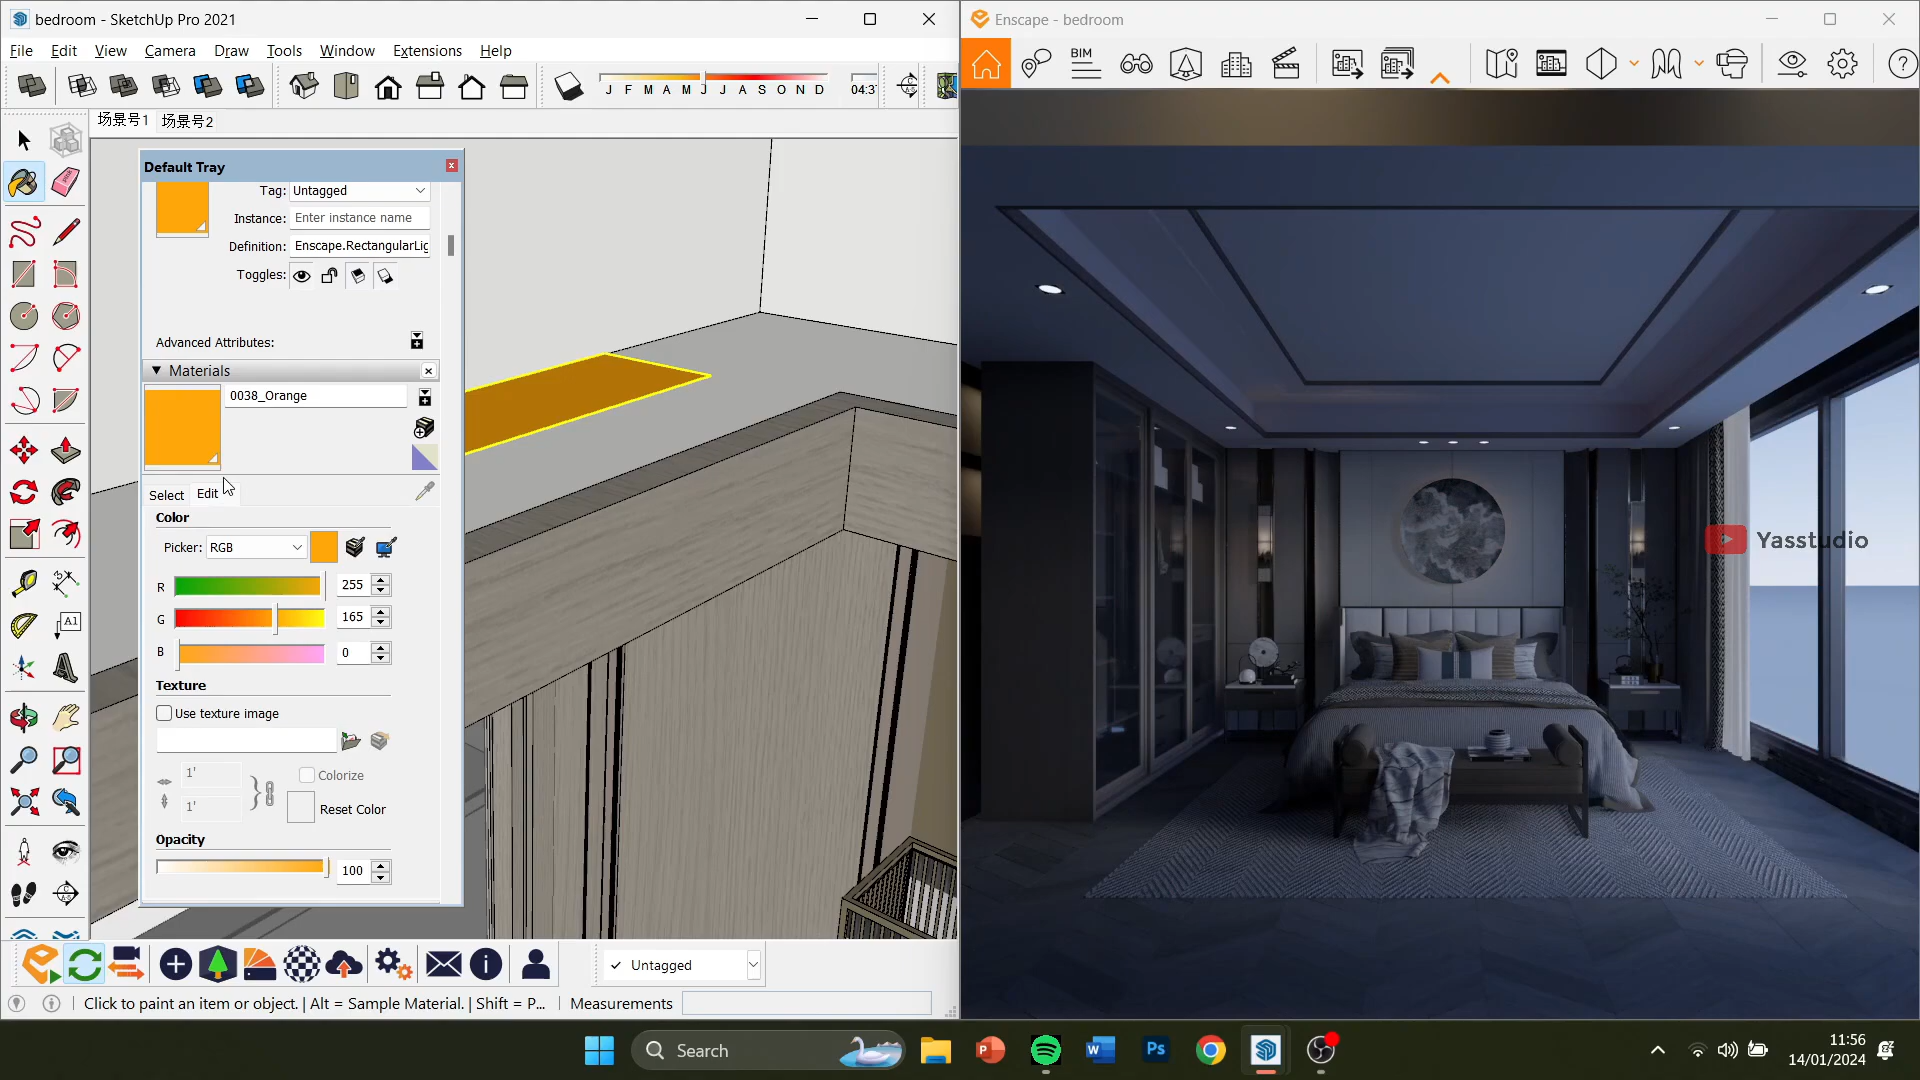 bedroom - SketchUp Pro 2021
File Edit View Camera Draw Tools Window Extensions Help
J F M A M J J A S O N D
04:3
场景号1 场景号2
Default Tray
Tag: Untagged
Instance: Enter instance name
Definition: Enscape.RectangularLig
Toggles:
Advanced Attributes:
Materials
0038_Orange
Select Edit
Color
Picker: RGB
R 255
G 165
B 0
Texture
Use texture image
1'
Colorize
1'
Reset Color
Opacity
100
A1
Untagged
Click to paint an item or object. | Alt = Sample Material. | Shift = P...
Measurements
Enscape - bedroom
BIM
Yasstudio
Search
P
W
Ps
11:56
14/01/2024